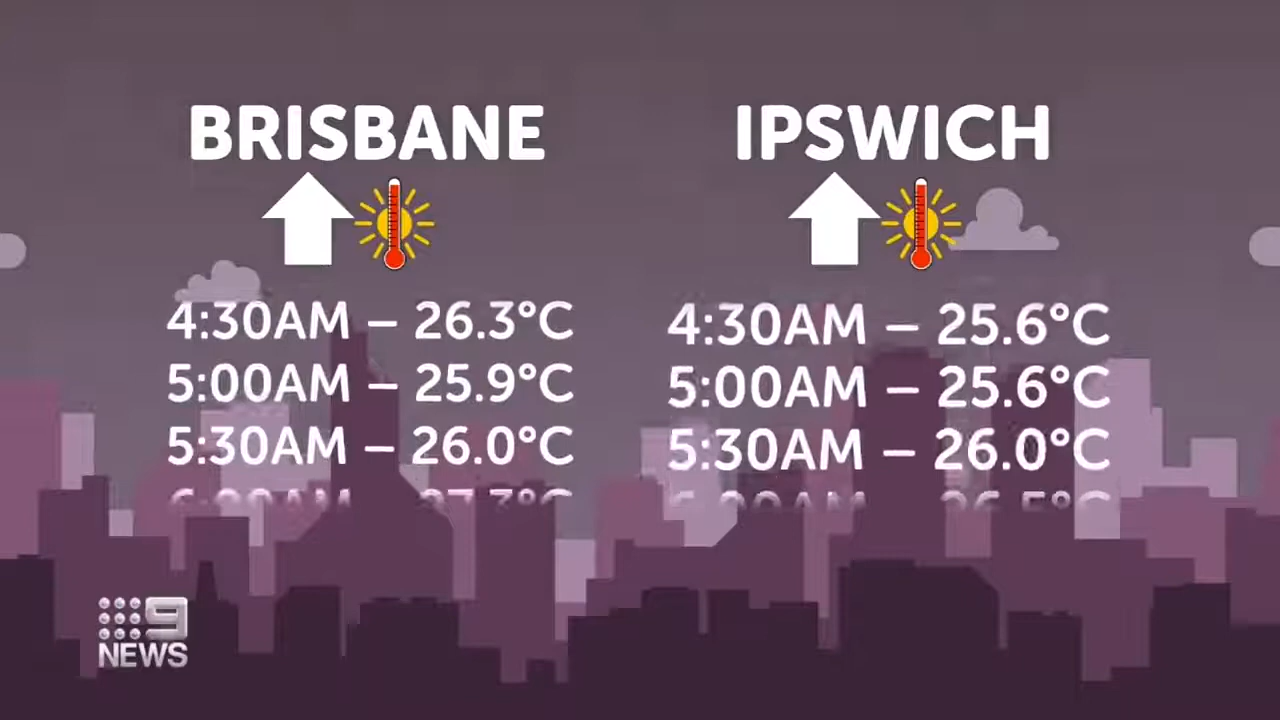 BRISBANE
4:30AM – 26.3°C
5:00AM – 25.9°C
5:30AM – 26.0°C
IPSWICH
4:30AM – 25.6°C
5:00AM – 25.6°C
5:30AM – 26.0°C
9
NEWS